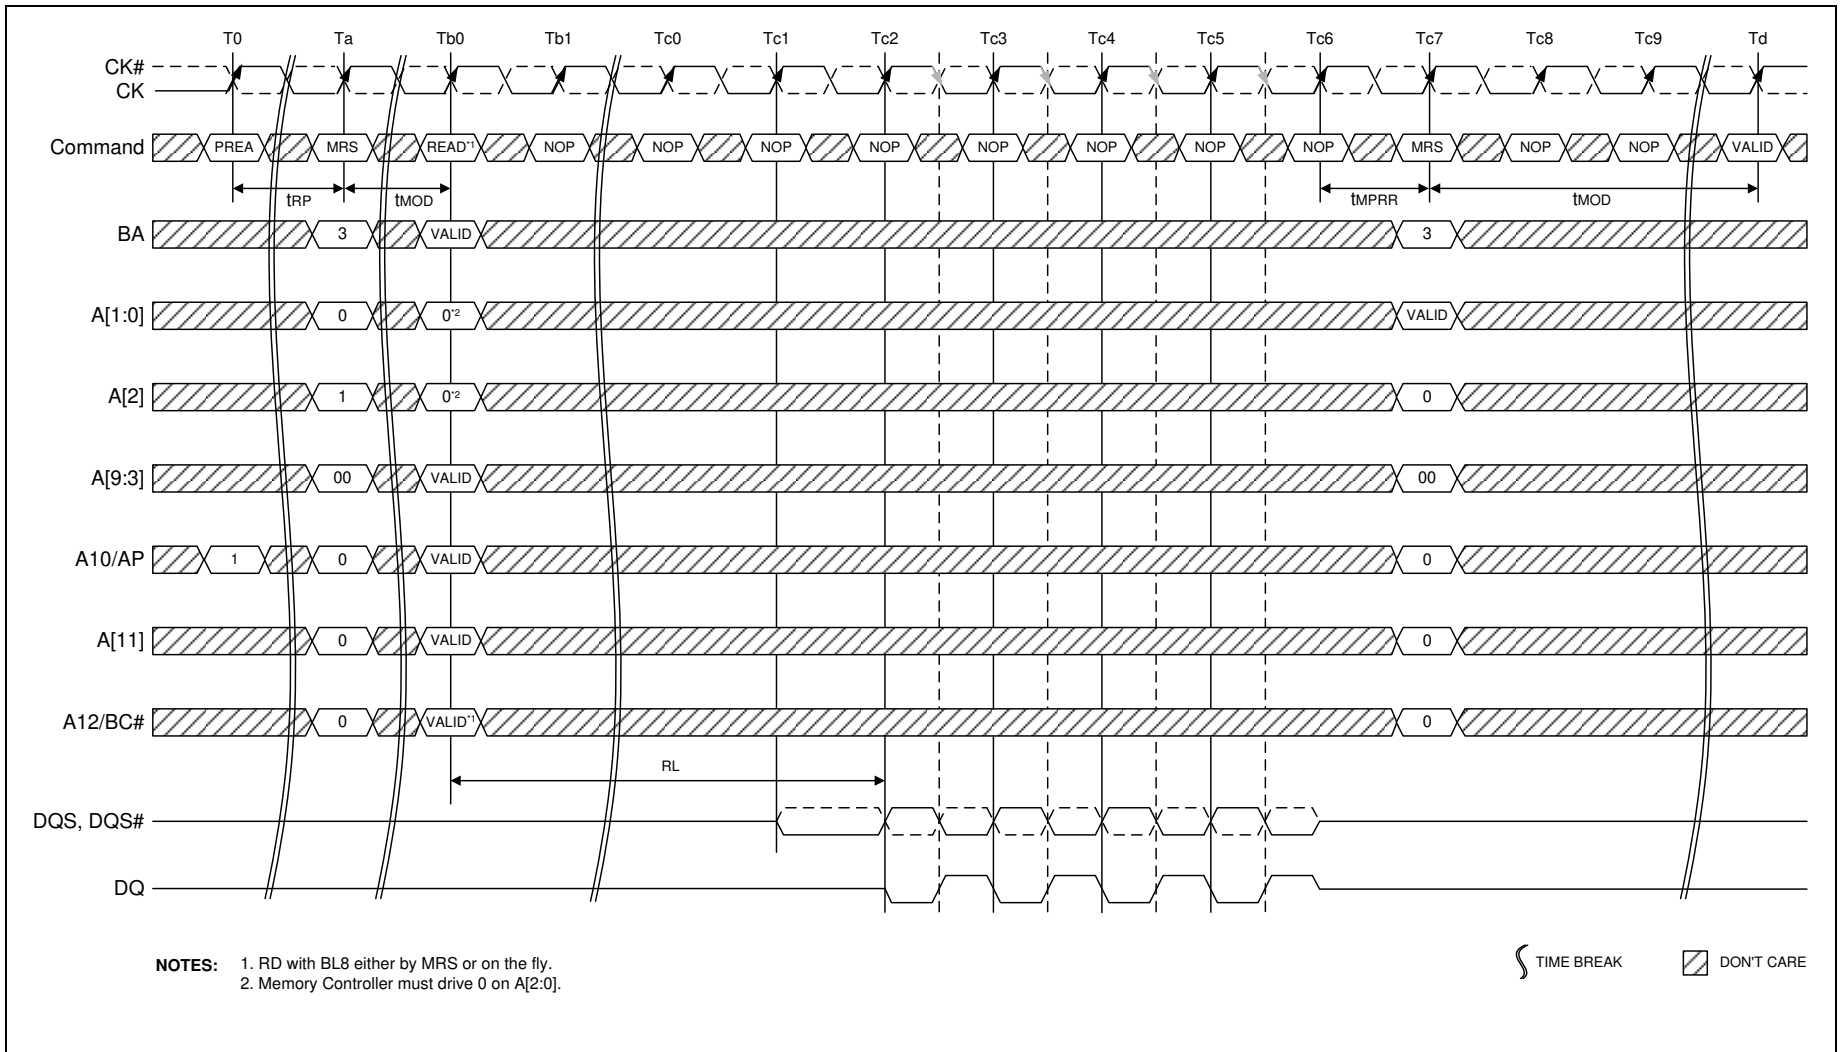 T0 Ta Tb0 Tb1 Tc0 Tc1 Tc2 Tc3 Tc4 Tc5 Tc6 Tc7 Tc8 Tc9 Td
CK#
CK
Command PREA MRS READ*1 NOP NOP NOP NOP NOP NOP NOP NOP MRS NOP NOP VALID
tRP tMOD tMPRR tMOD
BA 3 VALID 3
A[1:0] 0 0*2 VALID
A[2] 1 0*2 0
A[9:3] 00 VALID 00
A10/AP 1 0 VALID 0
A[11] 0 VALID 0
A12/BC# 0 VALID*1 0
RL
DQS, DQS#
DQ
NOTES: 1. RD with BL8 either by MRS or on the fly.
2. Memory Controller must drive 0 on A[2:0].
TIME BREAK DON'T CARE